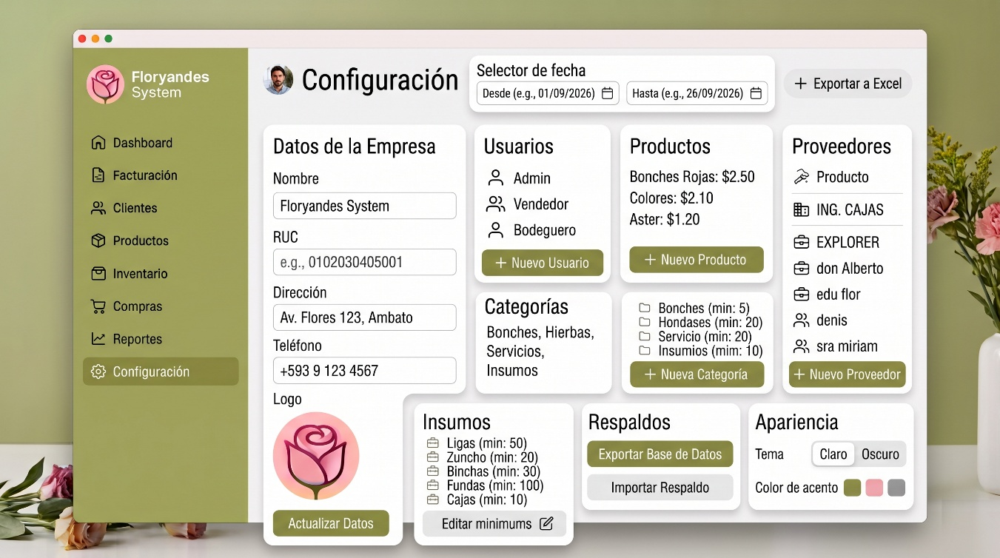 Floryandes
System
Dashboard
Facturación
Clientes
Productos
Inventario
Compras
Reportes
Configuración
Configuración
Selector de fecha
Desde (e.g., 01/09/2026)
Hasta (e.g., 26/09/2026)
+ Exportar a Excel
Datos de la Empresa
Nombre
Floryandes System
RUC
e.g., 0102030405001
Dirección
Av. Flores 123, Ambato
Teléfono
+593 9 123 4567
Logo
Actualizar Datos
Usuarios
Admin
Vendedor
Bodeguero
+ Nuevo Usuario
Productos
Bonches Rojas: $2.50
Colores: $2.10
Aster: $1.20
+ Nuevo Producto
Proveedores
Producto
ING. CAJAS
EXPLORER
don Alberto
edu flor
denis
sra miriam
+ Nuevo Proveedor
Categorías
Bonches, Hierbas,
Servicios,
Insumos
Bonches (min: 5)
Hondases (min: 20)
Servicio (min: 20)
Insumios (mim: 10)
+ Nueva Categoría
Insumos
Ligas (min: 50)
Zuncho (min: 20)
Binchas (min: 30)
Fundas (min: 100)
Cajas (min: 10)
Editar minimums
Respaldos
Exportar Base de Datos
Importar Respaldo
Apariencia
Tema
Claro
Oscuro
Color de acento